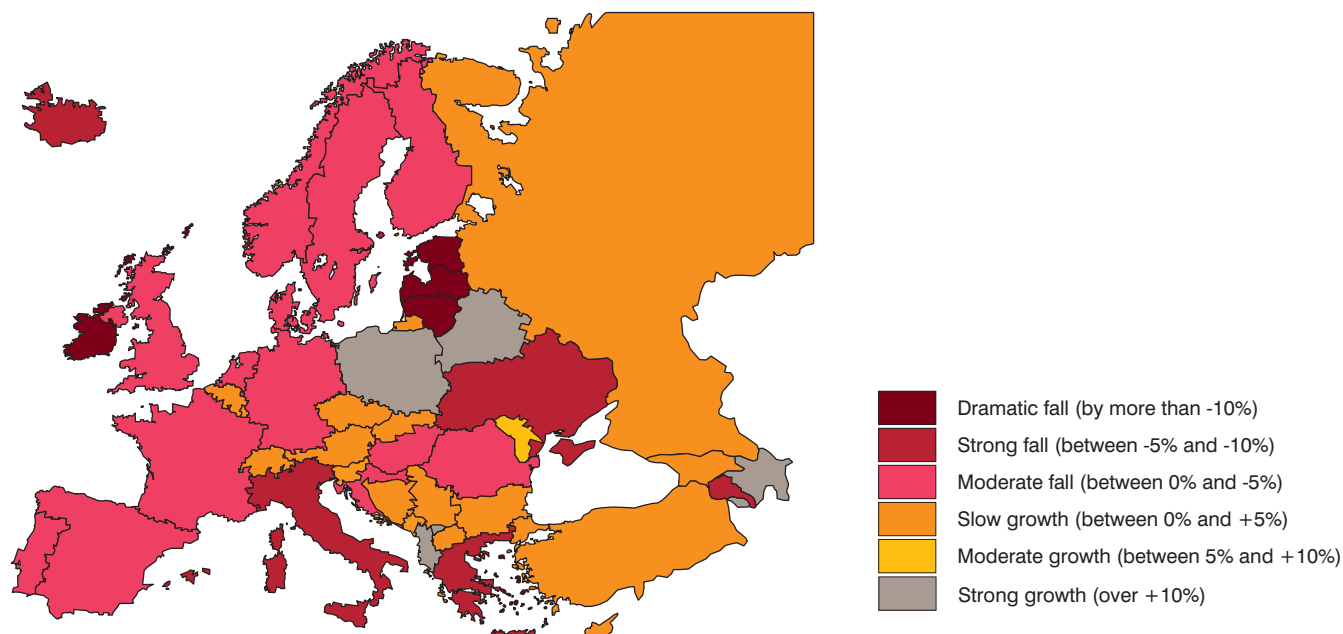 Dramatic fall (by more than -10%)
Strong fall (between -5% and -10%)
Moderate fall (between 0% and -5%)
Slow growth (between 0% and +5%)
Moderate growth (between 5% and +10%)
Strong growth (over +10%)